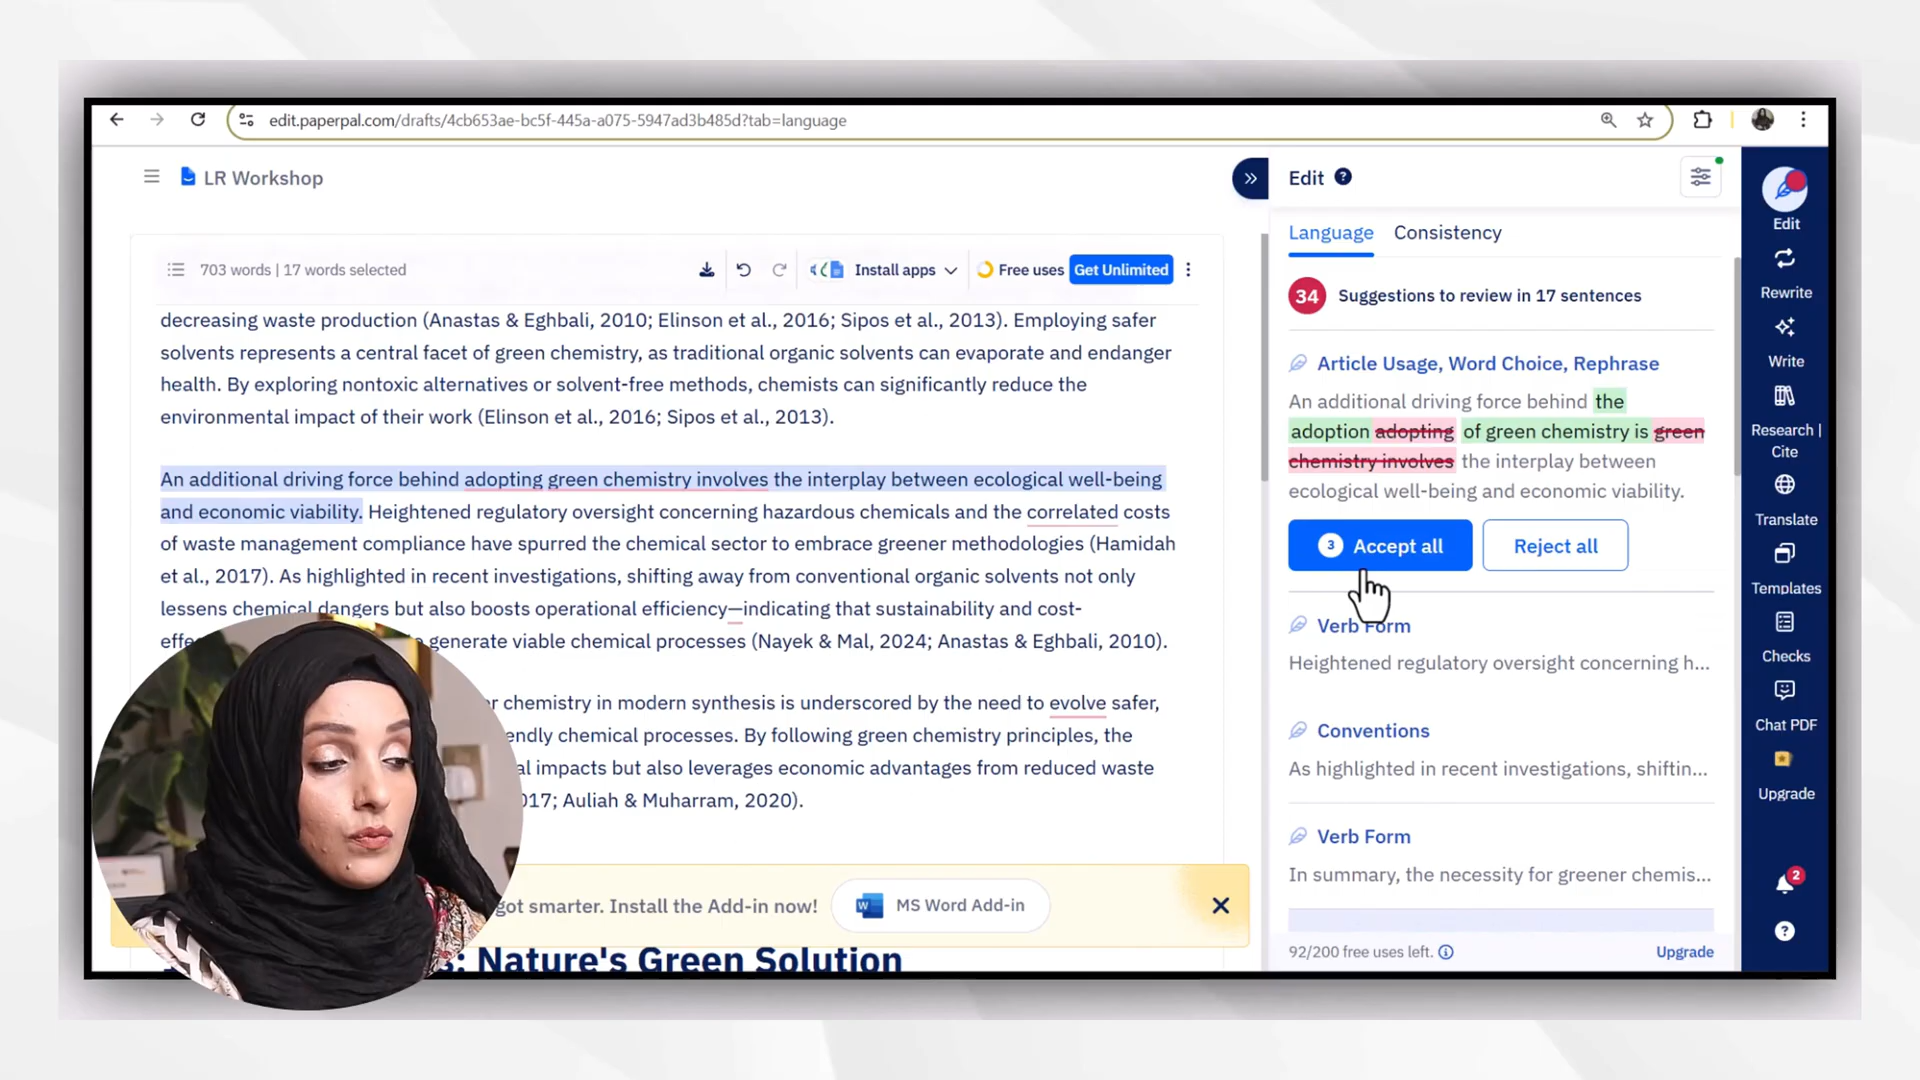 edit.paperpal.com/drafts/4cb653ae-bc5f-445a-a075-5947ad3b485d?tab=language
LR Workshop
703 words | 17 words selected
Install apps
Free uses
Get Unlimited
decreasing waste production (Anastas & Eghbali, 2010; Elinson et al., 2016; Sipos et al., 2013). Employing safer
solvents represents a central facet of green chemistry, as traditional organic solvents can evaporate and endanger
health. By exploring nontoxic alternatives or solvent-free methods, chemists can significantly reduce the
environmental impact of their work (Elinson et al., 2016; Sipos et al., 2013).
An additional driving force behind adopting green chemistry involves the interplay between ecological well-being
and economic viability. Heightened regulatory oversight concerning hazardous chemicals and the correlated costs
of waste management compliance have spurred the chemical sector to embrace greener methodologies (Hamidah
et al., 2017). As highlighted in recent investigations, shifting away from conventional organic solvents not only
lessens chemical dangers but also boosts operational efficiency—indicating that sustainability and cost-
generate viable chemical processes (Nayek & Mal, 2024; Anastas & Eghbali, 2010).
chemistry in modern synthesis is underscored by the need to evolve safer,
chemical processes. By following green chemistry principles, the
impacts but also leverages economic advantages from reduced waste
017; Auliah & Muharram, 2020).
got smarter. Install the Add-in now!
MS Word Add-in
Nature's Green Solution
Edit
Language
Consistency
34
Suggestions to review in 17 sentences
Article Usage, Word Choice, Rephrase
An additional driving force behind the
adoption adopting of green chemistry is green
chemistry involves the interplay between
ecological well-being and economic viability.
3 Accept all
Reject all
Verb Form
Heightened regulatory oversight concerning h...
Conventions
As highlighted in recent investigations, shiftin...
Verb Form
In summary, the necessity for greener chemis...
92/200 free uses left.
Upgrade
Edit
Rewrite
Write
Research |
Cite
Translate
Templates
Checks
Chat PDF
Upgrade
2